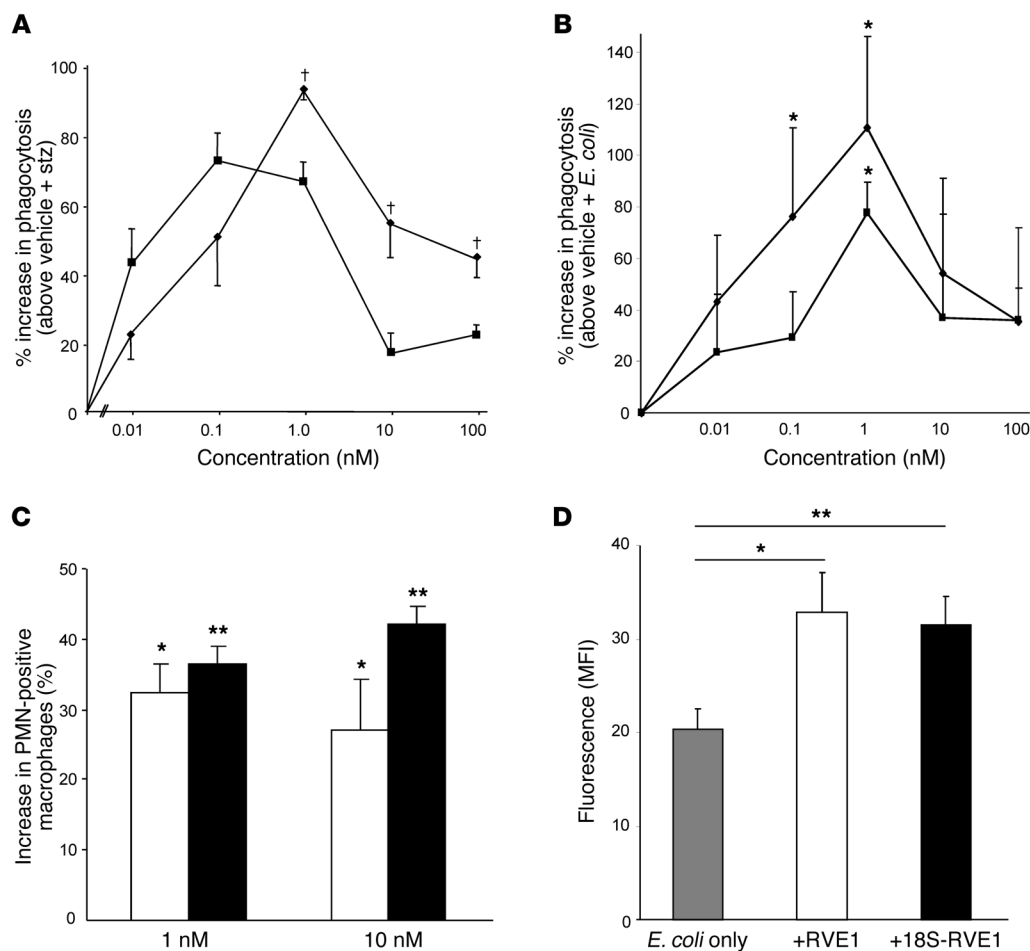 A
% increase in phagocytosis
(above vehicle + stz)
100
80
60
40
20
0
†
†
†
0.01 0.1 1.0 10 100
Concentration (nM)
B
% increase in phagocytosis
(above vehicle + E. coli)
140
120
100
80
60
40
20
0
*
*
*
0.01 0.1 1 10 100
Concentration (nM)
C
Increase in PMN-positive
macrophages (%)
50
40
30
20
10
0
* ** * **
1 nM 10 nM
D
Fluorescence (MFI)
40
30
20
10
0
**
*
E. coli only +RVE1 +18S-RVE1